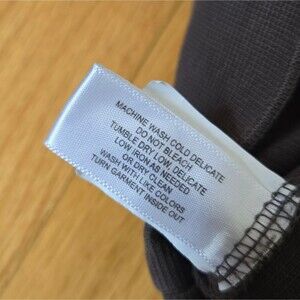 MACHINE WASH COLD DELICATE
DO NOT BLEACH
TUMBLE DRY LOW, DELICATE
LOW IRON AS NEEDED
OR DRY CLEAN
WASH WITH LIKE COLORS
TURN GARMENT INSIDE OUT